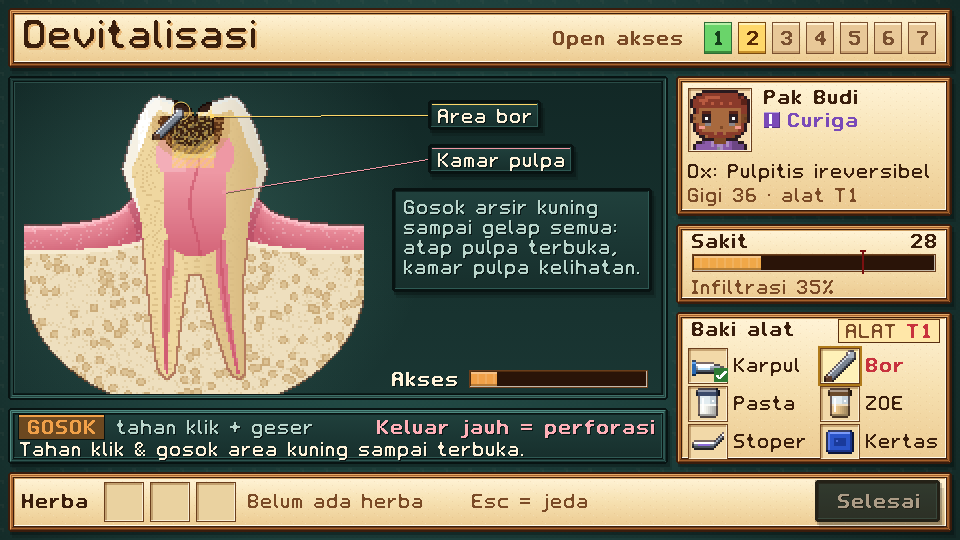 Devitalisasi
Open akses 1 2 3 4 5 6 7
Area bor
Kamar pulpa
Gosok arsir kuning
sampai gelap semua:
atap pulpa terbuka,
kamar pulpa kelihatan.
Akses
GOSOK tahan klik + geser Keluar jauh = perforasi
Tahan klik & gosok area kuning sampai terbuka.
Pak Budi
! Curiga
Dx: Pulpitis ireversibel
Gigi 36 · alat T1
Sakit 28
Infiltrasi 35%
Baki alat ALAT T1
Karpul Bor
Pasta ZOE
Stoper Kertas
Herba Belum ada herba Esc = jeda Selesai